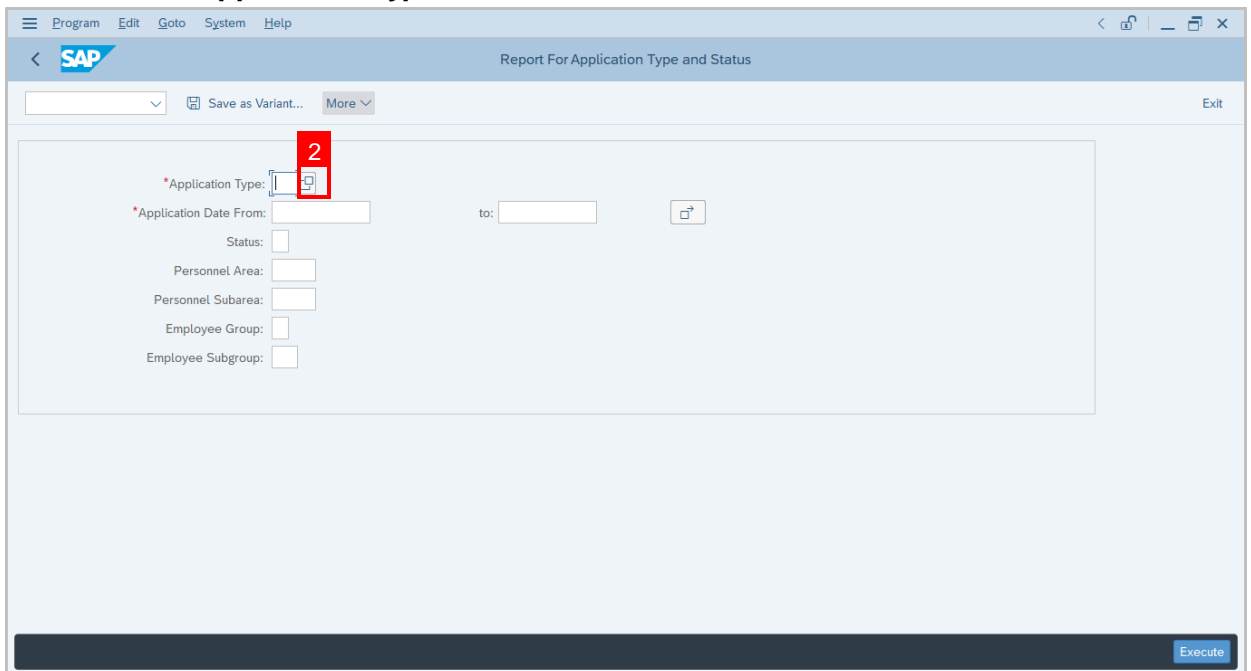 Program Edit Goto System Help
SAP Report For Application Type and Status
Save as Variant... More Exit
2
*Application Type:
*Application Date From: to:
Status:
Personnel Area:
Personnel Subarea:
Employee Group:
Employee Subgroup:
Execute